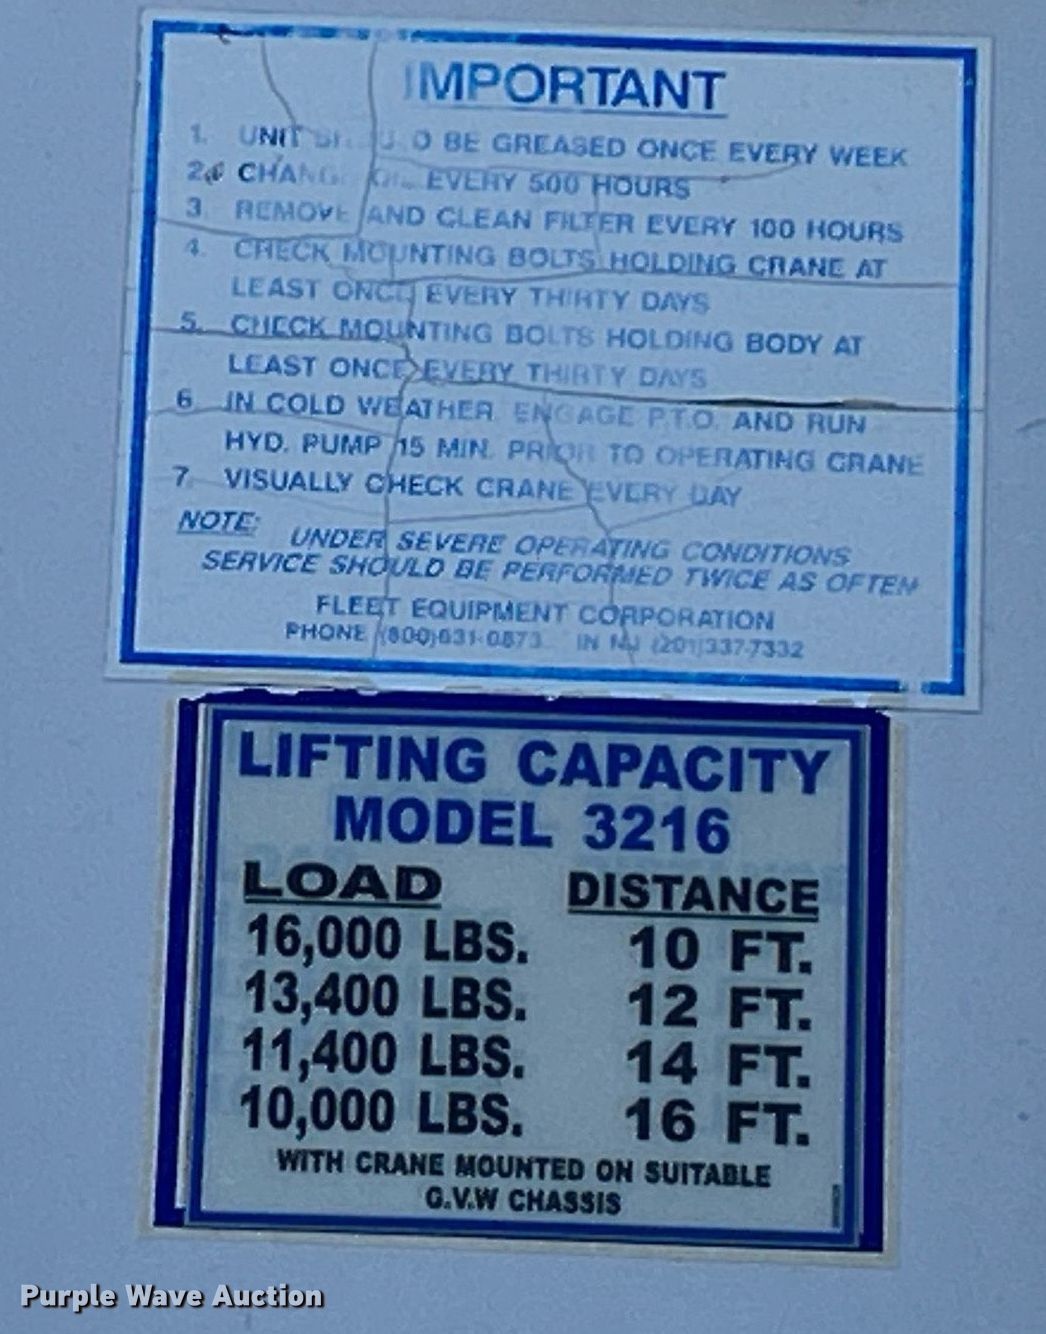 IMPORTANT
1. UNIT SHOULD BE GREASED ONCE EVERY WEEK
2. CHANGE OIL EVERY 500 HOURS
3. REMOVE AND CLEAN FILTER EVERY 100 HOURS
4. CHECK MOUNTING BOLTS HOLDING CRANE AT
LEAST ONCE EVERY THIRTY DAYS
5. CHECK MOUNTING BOLTS HOLDING BODY AT
LEAST ONCE EVERY THIRTY DAYS
6. IN COLD WEATHER ENGAGE P.T.O. AND RUN
HYD. PUMP 15 MIN. PRIOR TO OPERATING CRANE
7. VISUALLY CHECK CRANE EVERY DAY
NOTE: UNDER SEVERE OPERATING CONDITIONS
SERVICE SHOULD BE PERFORMED TWICE AS OFTEN
FLEET EQUIPMENT CORPORATION
PHONE (800)631-0873 IN NJ (201)337-7332
LIFTING CAPACITY
MODEL 3216
LOAD DISTANCE
16,000 LBS. 10 FT.
13,400 LBS. 12 FT.
11,400 LBS. 14 FT.
10,000 LBS. 16 FT.
WITH CRANE MOUNTED ON SUITABLE
G.V.W CHASSIS
Purple Wave Auction